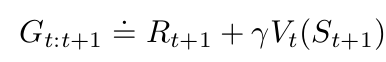 G_{t:t+1} ≐ R_{t+1} + γV_t(S_{t+1})